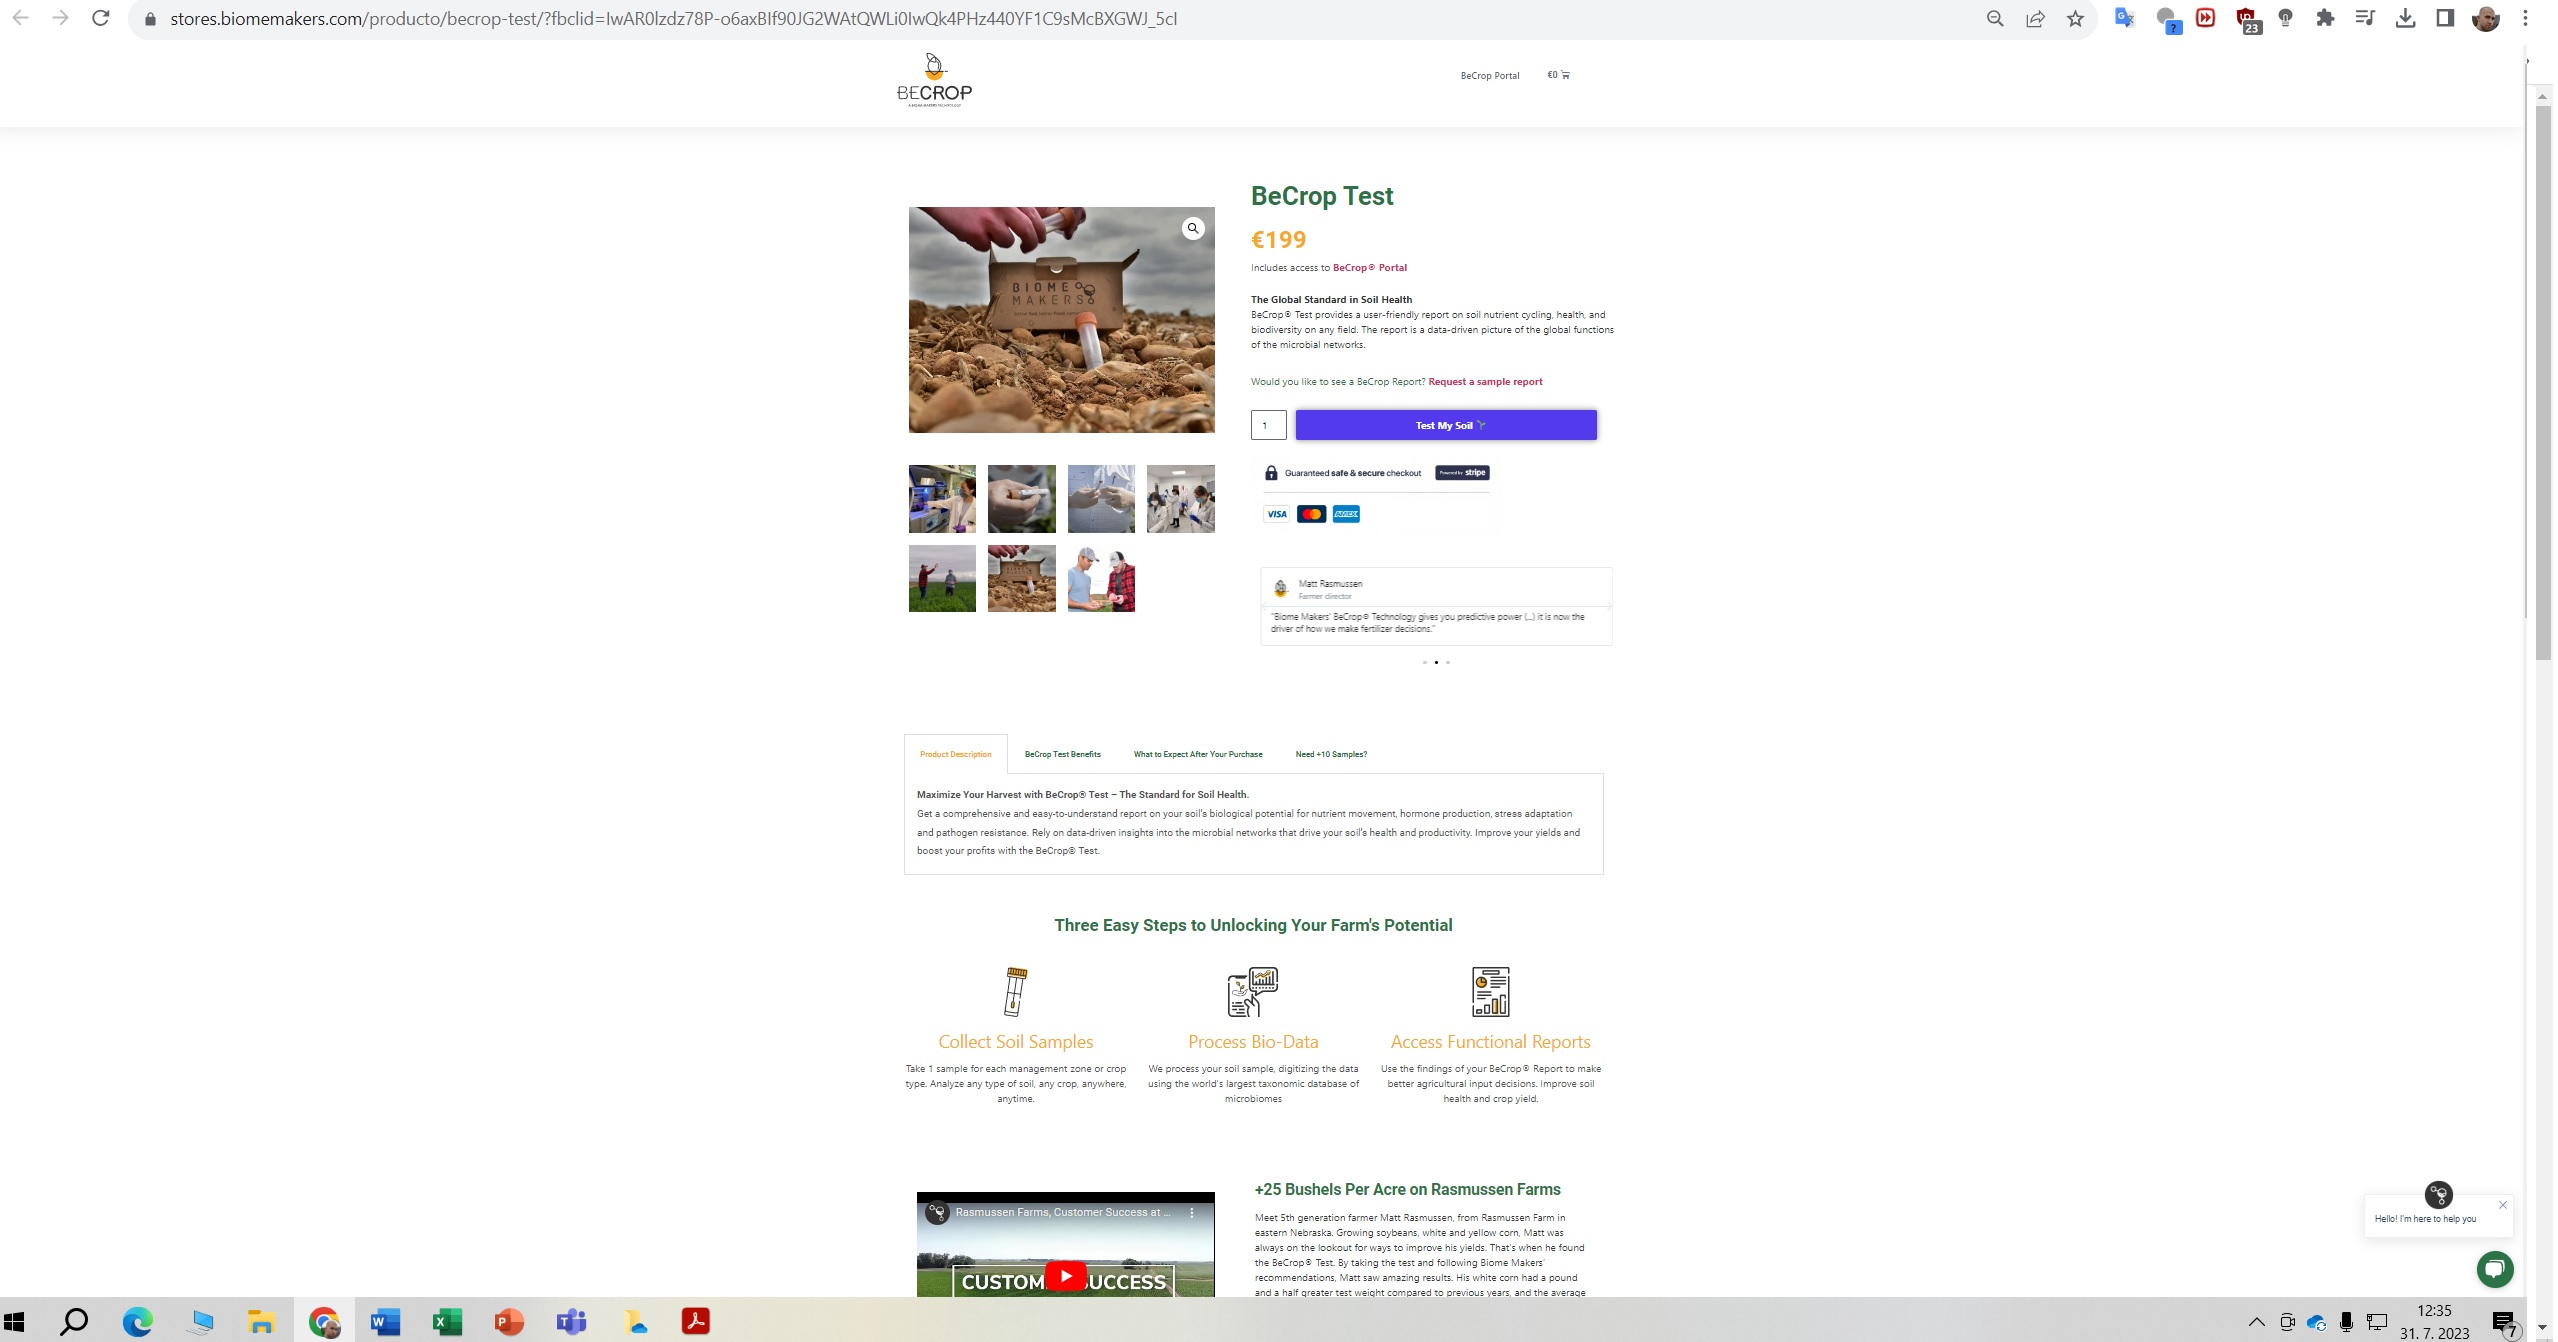 stores.biomemakers.com/producto/becrop-test/?fbclid=IwAR0lzdz78P-o6axBIf90JG2WAtQWLi0IwQk4PHz440YF1C9sMcBXGWJ_5cI
23
BECROP
BeCrop Portal
€0
BeCrop Test
€199
Includes access to BeCrop® Portal
The Global Standard in Soil Health
BeCrop® Test provides a user-friendly report on soil nutrient cycling, health, and
biodiversity on any field. The report is a data-driven picture of the global functions
of the microbial networks.
Would you like to see a BeCrop Report? Request a sample report
1
Test My Soil
Guaranteed safe & secure checkout
Powered by stripe
VISA
AMEX
BIOME
MAKERS
Matt Rasmussen
Farmer director
"Biome Makers' BeCrop® Technology gives you predictive power (...) it is now the
driver of how we make fertilizer decisions."
Product Description
BeCrop Test Benefits
What to Expect After Your Purchase
Need +10 Samples?
Maximize Your Harvest with BeCrop® Test – The Standard for Soil Health.
Get a comprehensive and easy-to-understand report on your soil's biological potential for nutrient movement, hormone production, stress adaptation
and pathogen resistance. Rely on data-driven insights into the microbial networks that drive your soil's health and productivity. Improve your yields and
boost your profits with the BeCrop® Test.
Three Easy Steps to Unlocking Your Farm's Potential
Collect Soil Samples
Take 1 sample for each management zone or crop
type. Analyze any type of soil, any crop, anywhere,
anytime.
Process Bio-Data
We process your soil sample, digitizing the data
using the world's largest taxonomic database of
microbiomes
Access Functional Reports
Use the findings of your BeCrop® Report to make
better agricultural input decisions. Improve soil
health and crop yield.
Rasmussen Farms, Customer Success at ...
+25 Bushels Per Acre on Rasmussen Farms
Meet 5th generation farmer Matt Rasmussen, from Rasmussen Farm in
eastern Nebraska. Growing soybeans, white and yellow corn, Matt was
always on the lookout for ways to improve his yields. That's when he found
the BeCrop® Test. By taking the test and following Biome Makers'
recommendations, Matt saw amazing results. His white corn had a pound
and a half greater test weight compared to previous years, and the average
Hello! I'm here to help you
12:35
31. 7. 2023
7